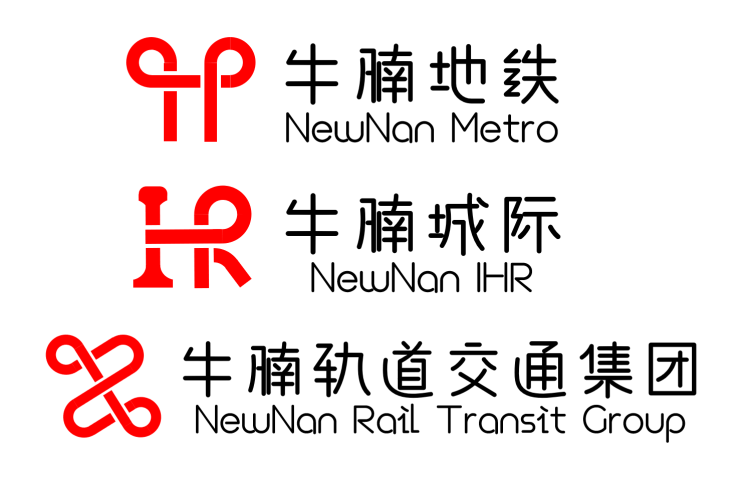 牛腩地铁
NewNan Metro
牛腩城际
NewNan IHR
牛腩轨道交通集团
NewNan Rail Transit Group